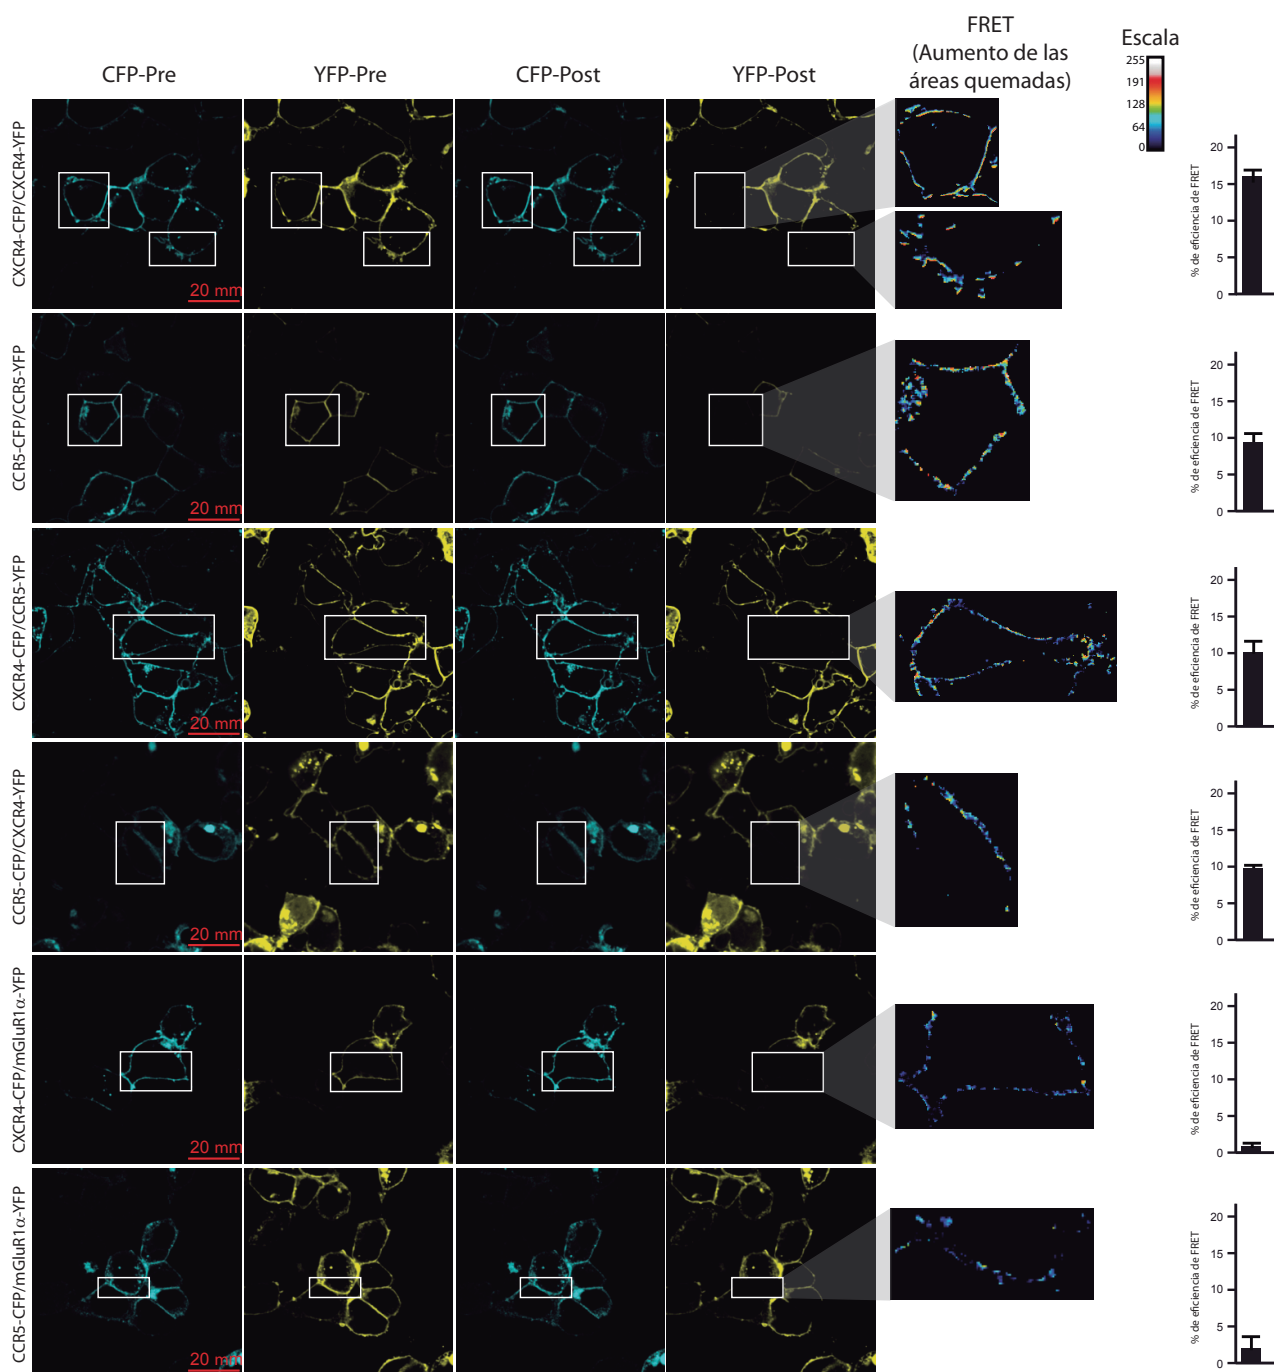 FRET
(Aumento de las
áreas quemadas)
Escala
CFP-Pre
YFP-Pre
CFP-Post
YFP-Post
255
191
128
64
0
CXCR4-CFP/CXCR4-YFP
20 mm
% de eficiencia de FRET
20
15
10
5
0
CCR5-CFP/CCR5-YFP
20 mm
% de eficiencia de FRET
20
15
10
5
0
CXCR4-CFP/CCR5-YFP
20 mm
% de eficiencia de FRET
20
15
10
5
0
CCR5-CFP/CXCR4-YFP
20 mm
% de eficiencia de FRET
20
15
10
5
0
CXCR4-CFP/mGluR1α-YFP
20 mm
% de eficiencia de FRET
20
15
10
5
0
CCR5-CFP/mGluR1α-YFP
20 mm
% de eficiencia de FRET
20
15
10
5
0